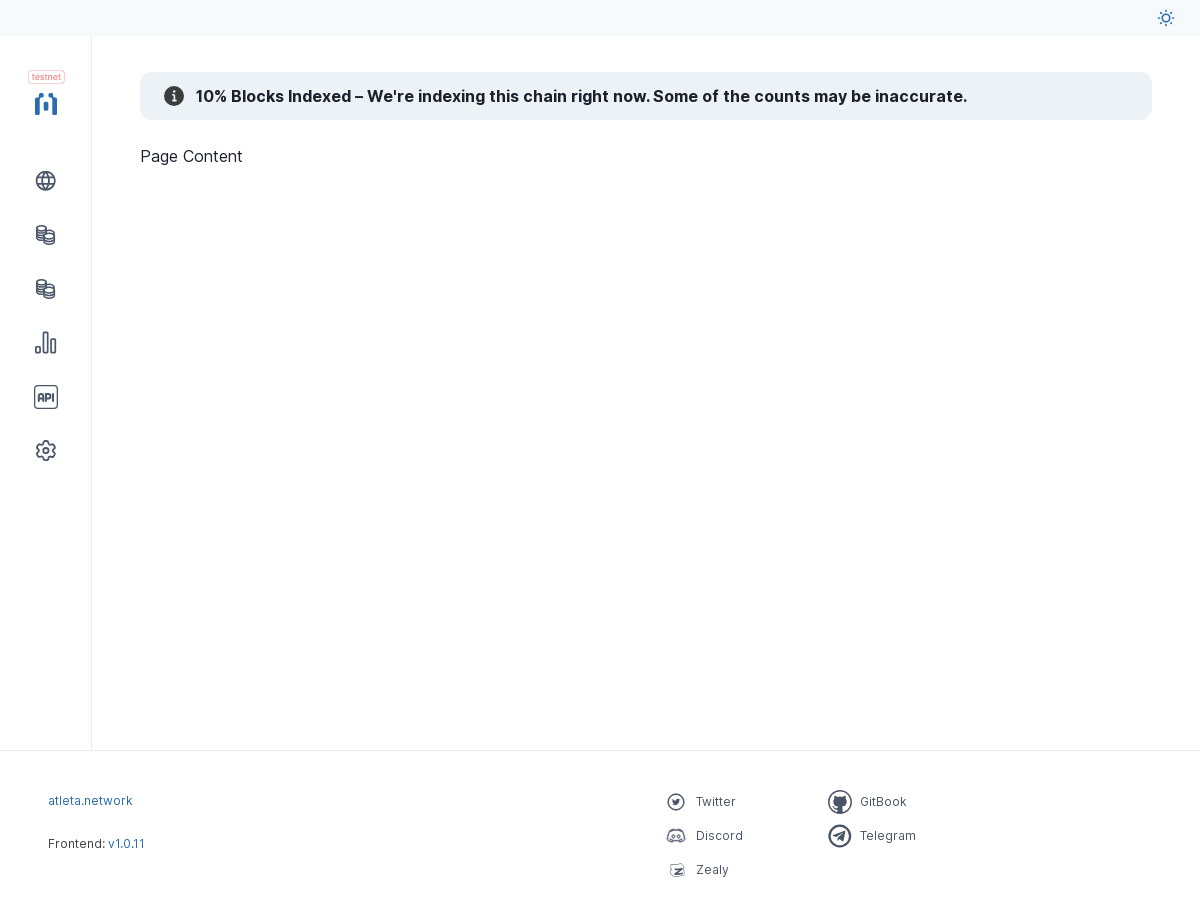 testnet
10% Blocks Indexed – We're indexing this chain right now. Some of the counts may be inaccurate.
Page Content
API
atleta.network
Frontend: v1.0.11
Twitter
Discord
Zealy
GitBook
Telegram